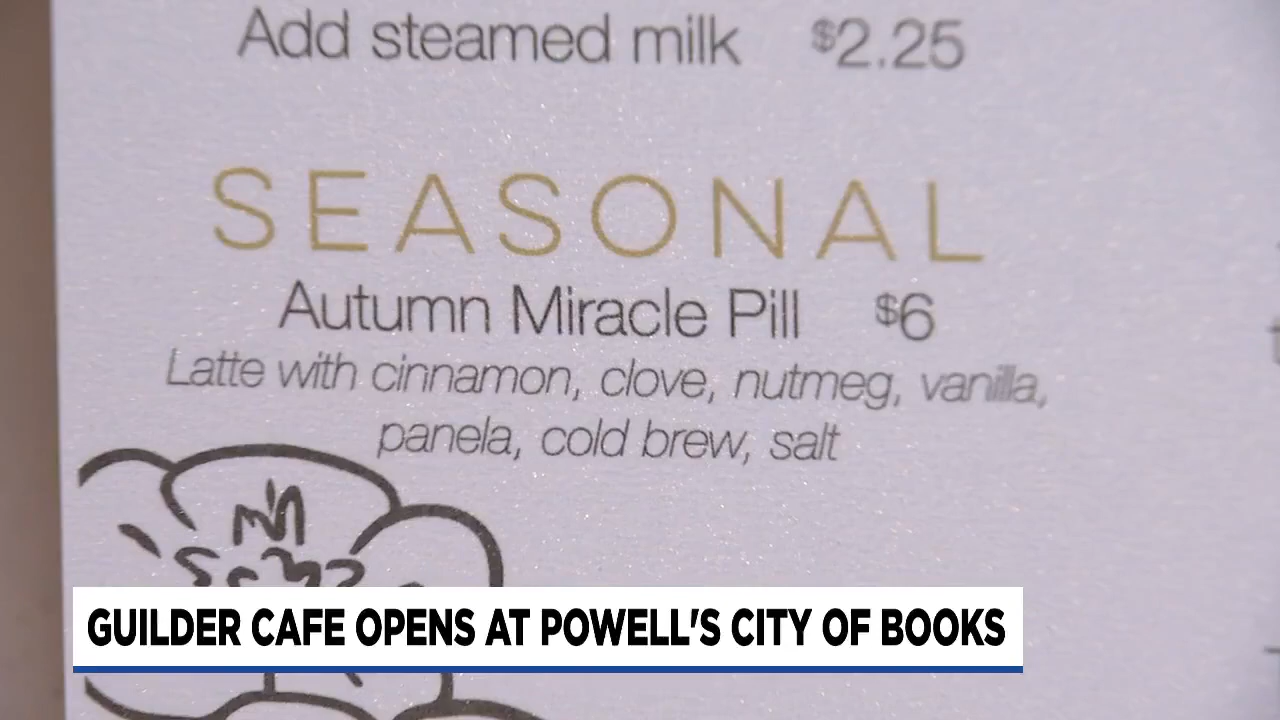 Add steamed milk $2.25
SEASONAL
Autumn Miracle Pill $6
Latte with cinnamon, clove, nutmeg, vanilla,
panela, cold brew, salt
GUILDER CAFE OPENS AT POWELL'S CITY OF BOOKS